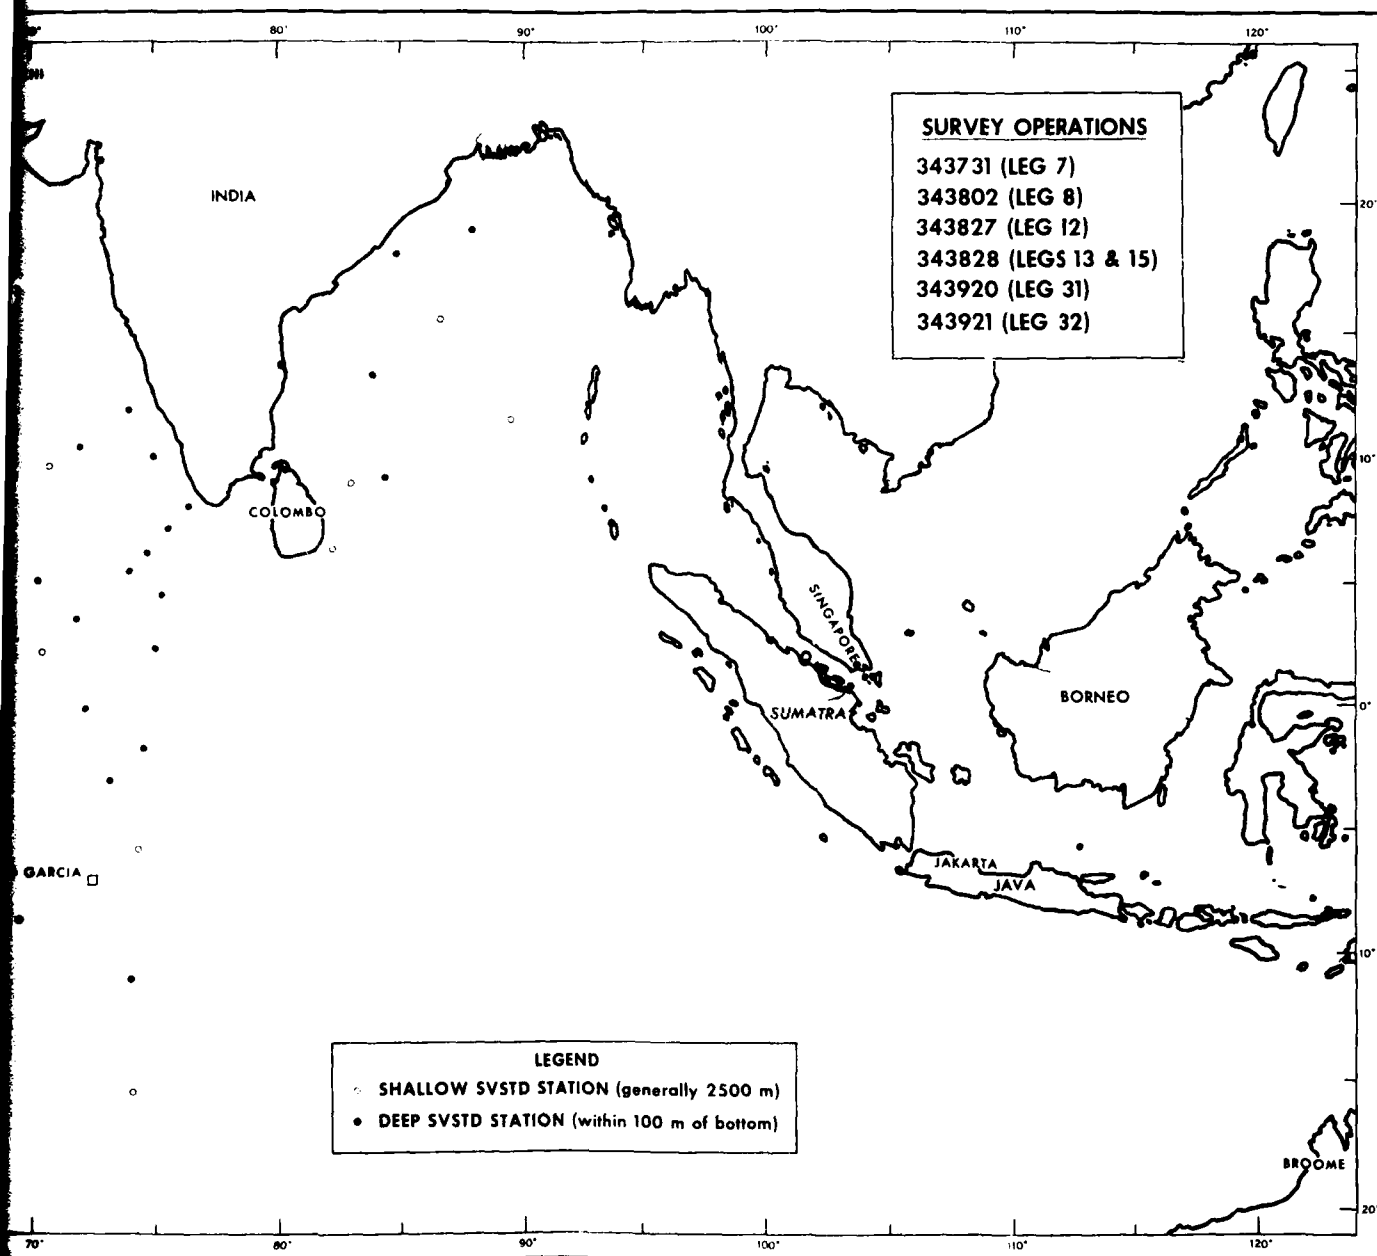 80° 90° 100° 110° 120°
SURVEY OPERATIONS
343731 (LEG 7)
343802 (LEG 8)
343827 (LEG 12)
343828 (LEGS 13 & 15)
343920 (LEG 31)
343921 (LEG 32)
INDIA
20°
10°
COLOMBO
SINGAPORE
BORNEO
SUMATRA
0°
GARCIA
JAKARTA
JAVA
10°
LEGEND
SHALLOW SVSTD STATION (generally 2500 m)
DEEP SVSTD STATION (within 100 m of bottom)
BROOME
20°
70° 80° 90° 100° 110° 120°